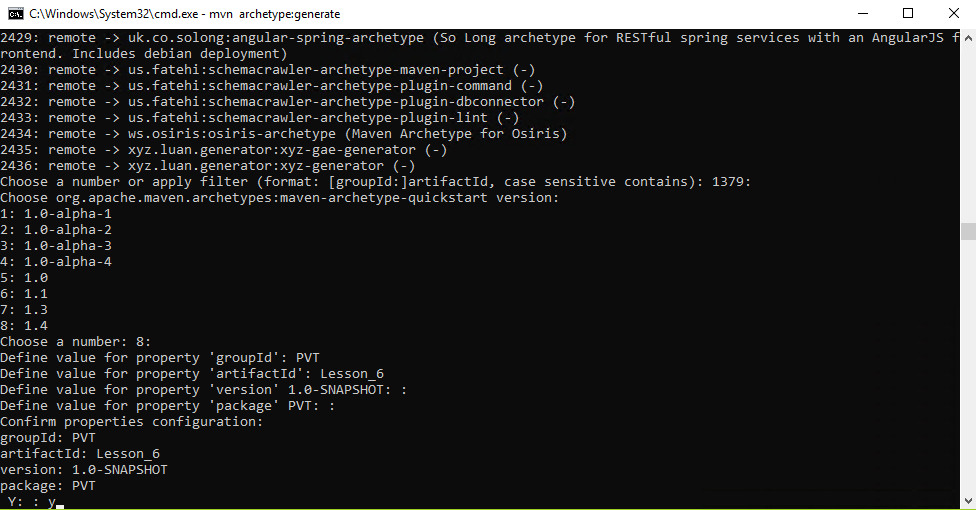 C:\Windows\System32\cmd.exe - mvn  archetype:generate
2429: remote -> uk.co.solong:angular-spring-archetype (So Long archetype for RESTful spring services with an AngularJS f
rontend. Includes debian deployment)
2430: remote -> us.fatehi:schemacrawler-archetype-maven-project (-)
2431: remote -> us.fatehi:schemacrawler-archetype-plugin-command (-)
2432: remote -> us.fatehi:schemacrawler-archetype-plugin-dbconnector (-)
2433: remote -> us.fatehi:schemacrawler-archetype-plugin-lint (-)
2434: remote -> ws.osiris:osiris-archetype (Maven Archetype for Osiris)
2435: remote -> xyz.luan.generator:xyz-gae-generator (-)
2436: remote -> xyz.luan.generator:xyz-generator (-)
Choose a number or apply filter (format: [groupId:]artifactId, case sensitive contains): 1379:
Choose org.apache.maven.archetypes:maven-archetype-quickstart version:
1: 1.0-alpha-1
2: 1.0-alpha-2
3: 1.0-alpha-3
4: 1.0-alpha-4
5: 1.0
6: 1.1
7: 1.3
8: 1.4
Choose a number: 8:
Define value for property 'groupId': PVT
Define value for property 'artifactId': Lesson_6
Define value for property 'version' 1.0-SNAPSHOT: :
Define value for property 'package' PVT: :
Confirm properties configuration:
groupId: PVT
artifactId: Lesson_6
version: 1.0-SNAPSHOT
package: PVT
 Y: : y